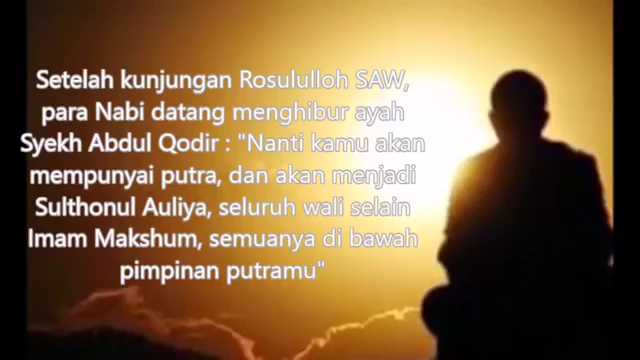 Setelah kunjungan Rosululloh SAW,
para Nabi datang menghibur ayah
Syekh Abdul Qodir : "Nanti kamu akan
mempunyai putra, dan akan menjadi
Sulthonul Auliya, seluruh wali selain
Imam Makshum, semuanya di bawah
pimpinan putramu"